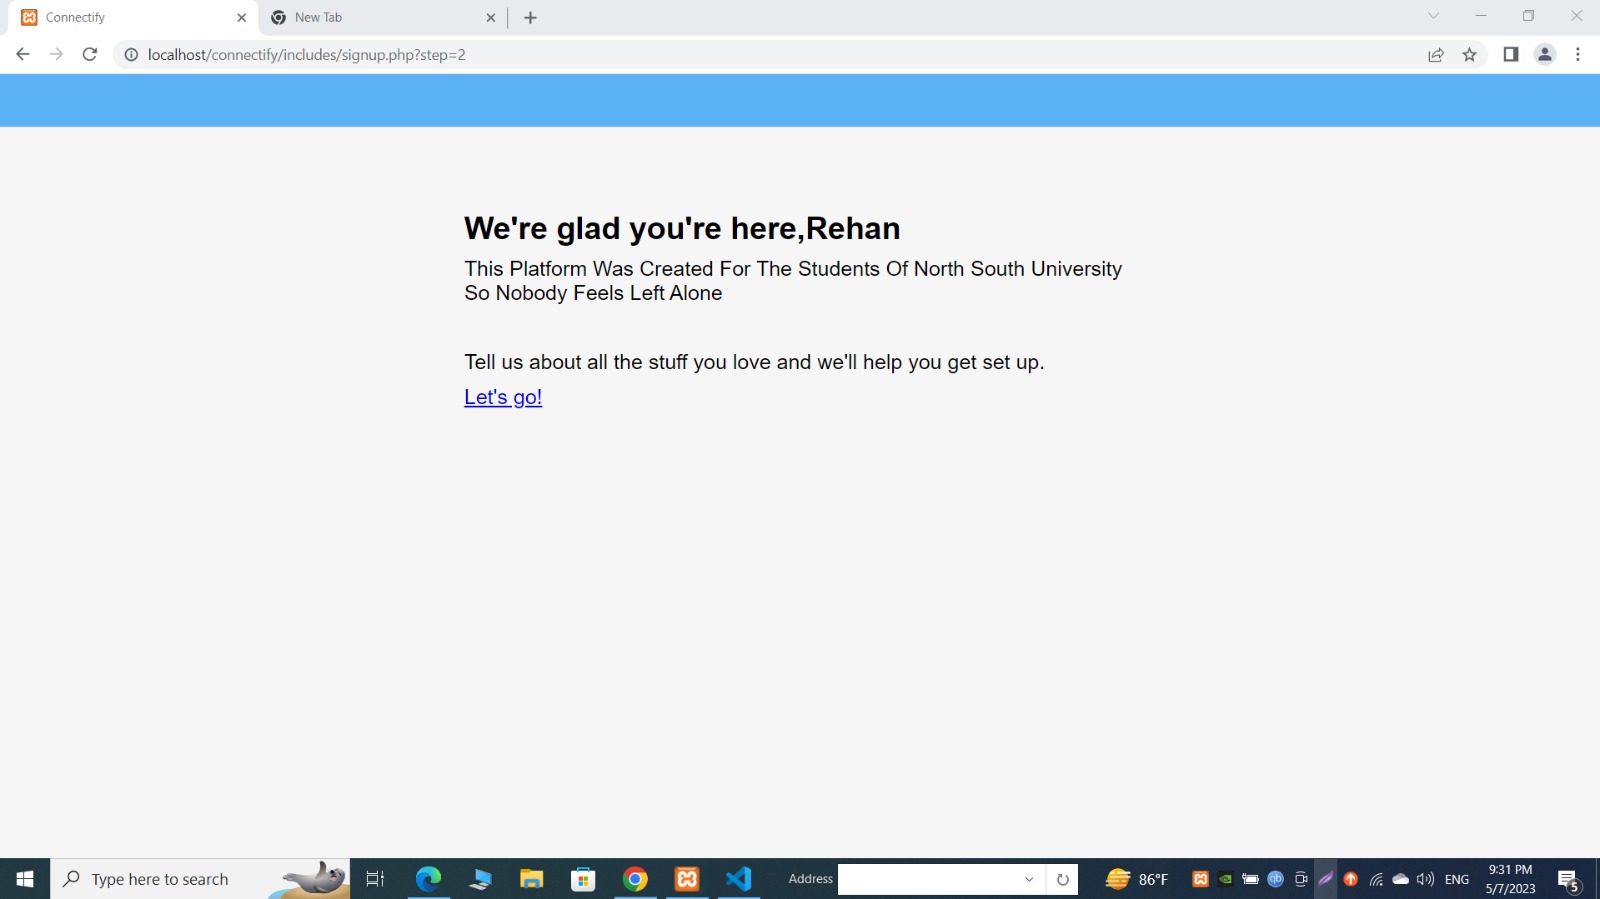 Connectify
New Tab
localhost/connectify/includes/signup.php?step=2
We're glad you're here,Rehan
This Platform Was Created For The Students Of North South University
So Nobody Feels Left Alone
Tell us about all the stuff you love and we'll help you get set up.
Let's go!
Type here to search
Address
86°F
qb
ENG
9:31 PM
5/7/2023
5